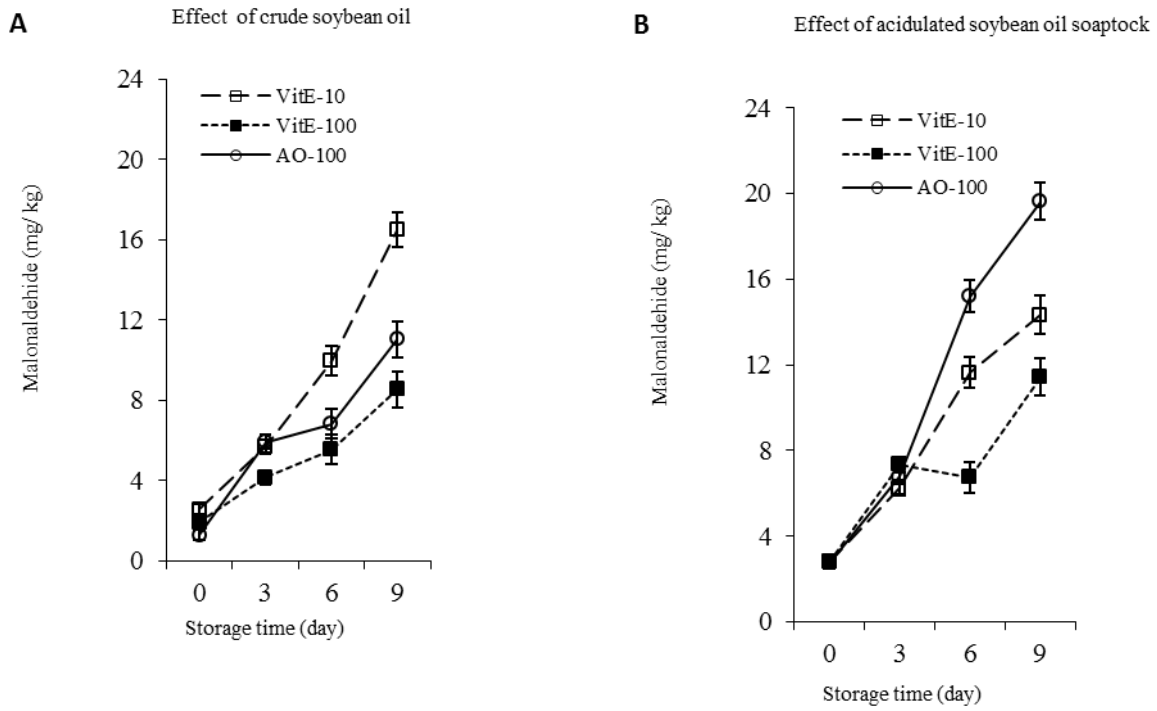 A
Effect of crude soybean oil
24
20
16
12
8
4
0
VitE-10
VitE-100
AO-100
Malonaldehide (mg/ kg)
0 3 6 9
Storage time (day)
B
Effect of acidulated soybean oil soaptock
24
20
16
12
8
4
0
VitE-10
VitE-100
AO-100
Malonaldehide (mg/ kg)
0 3 6 9
Storage time (day)